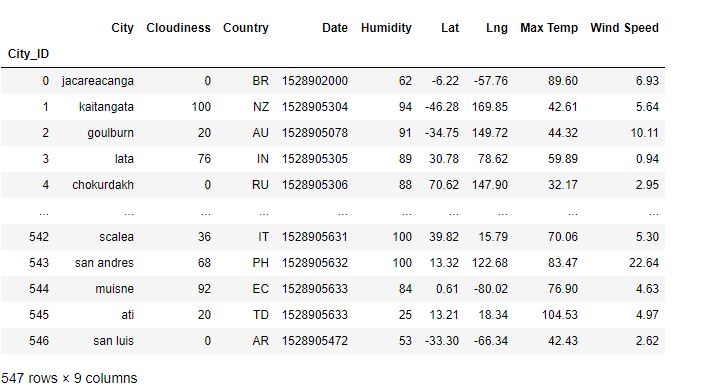 City Cloudiness Country Date Humidity Lat Lng Max Temp Wind Speed
City_ID
0 jacareacanga 0 BR 1528902000 62 -6.22 -57.76 89.60 6.93
1 kaitangata 100 NZ 1528905304 94 -46.28 169.85 42.61 5.64
2 goulburn 20 AU 1528905078 91 -34.75 149.72 44.32 10.11
3 lata 76 IN 1528905305 89 30.78 78.62 59.89 0.94
4 chokurdakh 0 RU 1528905306 88 70.62 147.90 32.17 2.95
... ... ... ... ... ... ... ... ... ...
542 scalea 36 IT 1528905631 100 39.82 15.79 70.06 5.30
543 san andres 68 PH 1528905632 100 13.32 122.68 83.47 22.64
544 muisne 92 EC 1528905633 84 0.61 -80.02 76.90 4.63
545 ati 20 TD 1528905633 25 13.21 18.34 104.53 4.97
546 san luis 0 AR 1528905472 53 -33.30 -66.34 42.43 2.62
547 rows × 9 columns